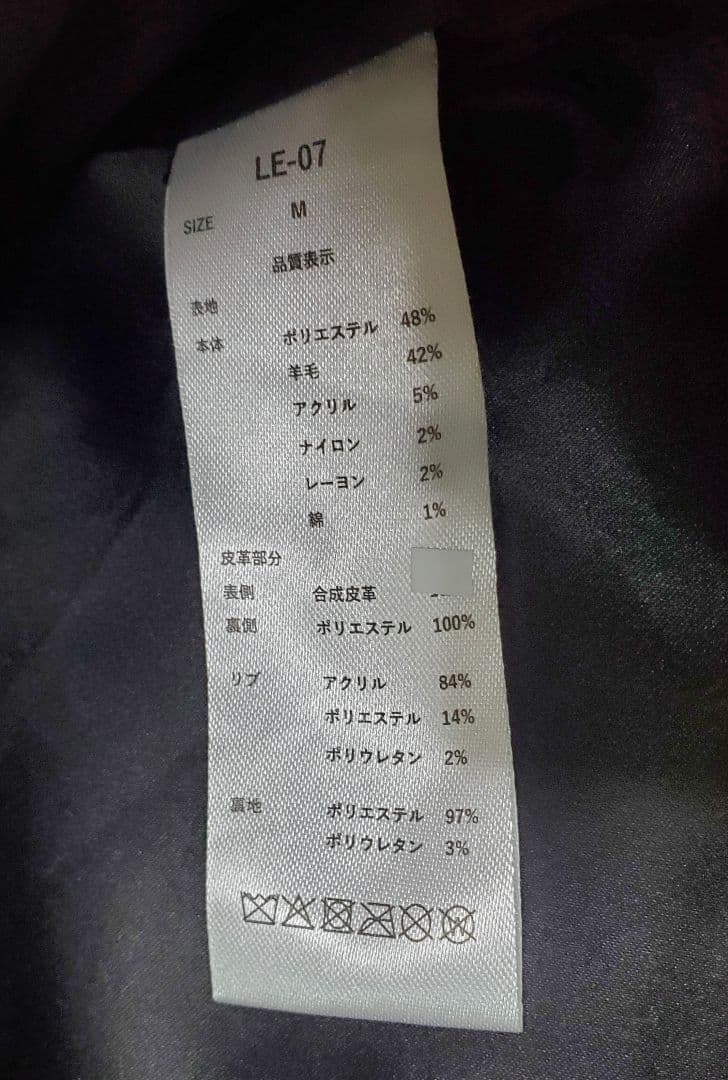 LE-07
SIZE M
品質表示
表地
本体 ポリエステル 48%
羊毛 42%
アクリル 5%
ナイロン 2%
レーヨン 2%
綿 1%
皮革部分
表側 合成皮革
裏側 ポリエステル 100%
リブ アクリル 84%
ポリエステル 14%
ポリウレタン 2%
裏地 ポリエステル 97%
ポリウレタン 3%